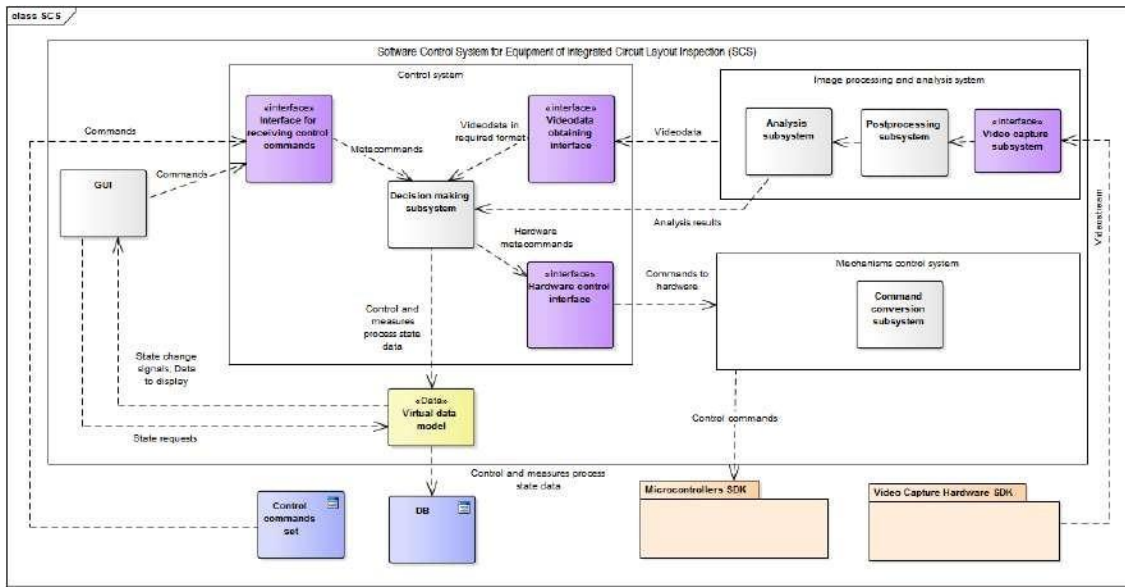 class SCS
Software Control System for Equipment of Integrated Circuit Layout Inspection (SCS)
Control system
Image processing and analysis system
«interface»
Interface for
receiving control
commands
«interface»
Videodata
obtaining
interface
Analysis
subsystem
Postprocessing
subsystem
«interface»
Video capture
subsystem
Commands
Videodata in
required format
Videodata
Metacommands
Commands
GUI
Decision making
subsystem
Analysis results
Videostream
Hardware
metacommands
«interface»
Hardware control
interface
Commands to
hardware
Mechanisms control system
Command
conversion
subsystem
Control and
measures
process state
data
State change
signals, Data
to display
«Data»
Virtual data
model
State requests
Control commands
Control and measures process
state data
Control
commands
set
DB
Microcontrollers SDK
Video Capture Hardware SDK